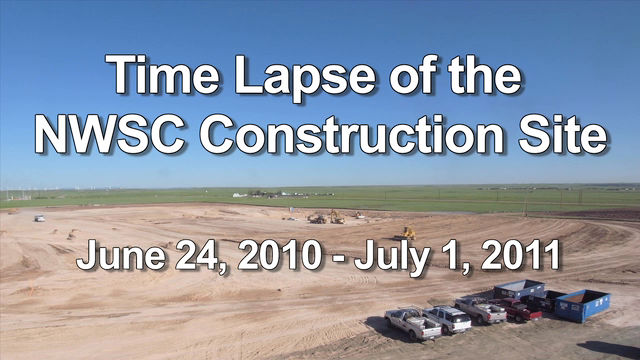 Time Lapse of the
NWSC Construction Site
June 24, 2010 - July 1, 2011